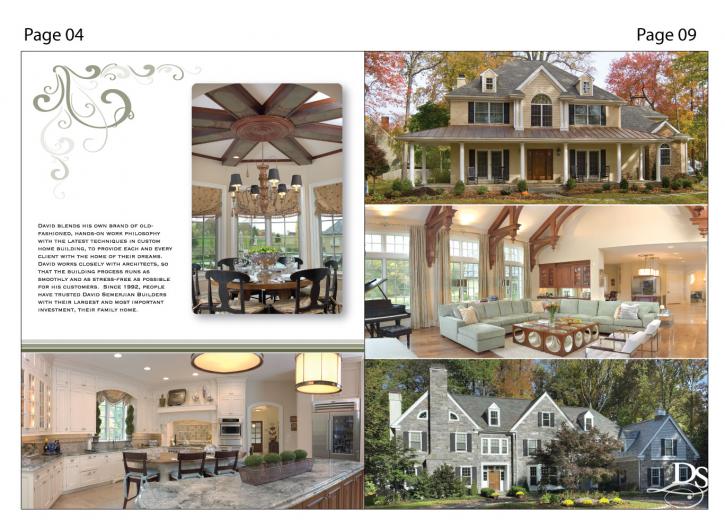 Page 04
Page 09
DAVID BLENDS HIS OWN BRAND OF OLD-
FASHIONED, HANDS-ON WORK PHILOSOPHY
WITH THE LATEST TECHNIQUES IN CUSTOM
HOME BUILDING, TO PROVIDE EACH AND EVERY
CLIENT WITH THE HOME OF THEIR DREAMS.
DAVID WORKS CLOSELY WITH ARCHITECTS, SO
THAT THE BUILDING PROCESS RUNS AS
SMOOTHLY AND AS STRESS-FREE AS POSSIBLE
FOR HIS CUSTOMERS. SINCE 1992, PEOPLE
HAVE TRUSTED DAVID SEMERJIAN BUILDERS
WITH THEIR LARGEST AND MOST IMPORTANT
INVESTMENT, THEIR FAMILY HOME.
DS